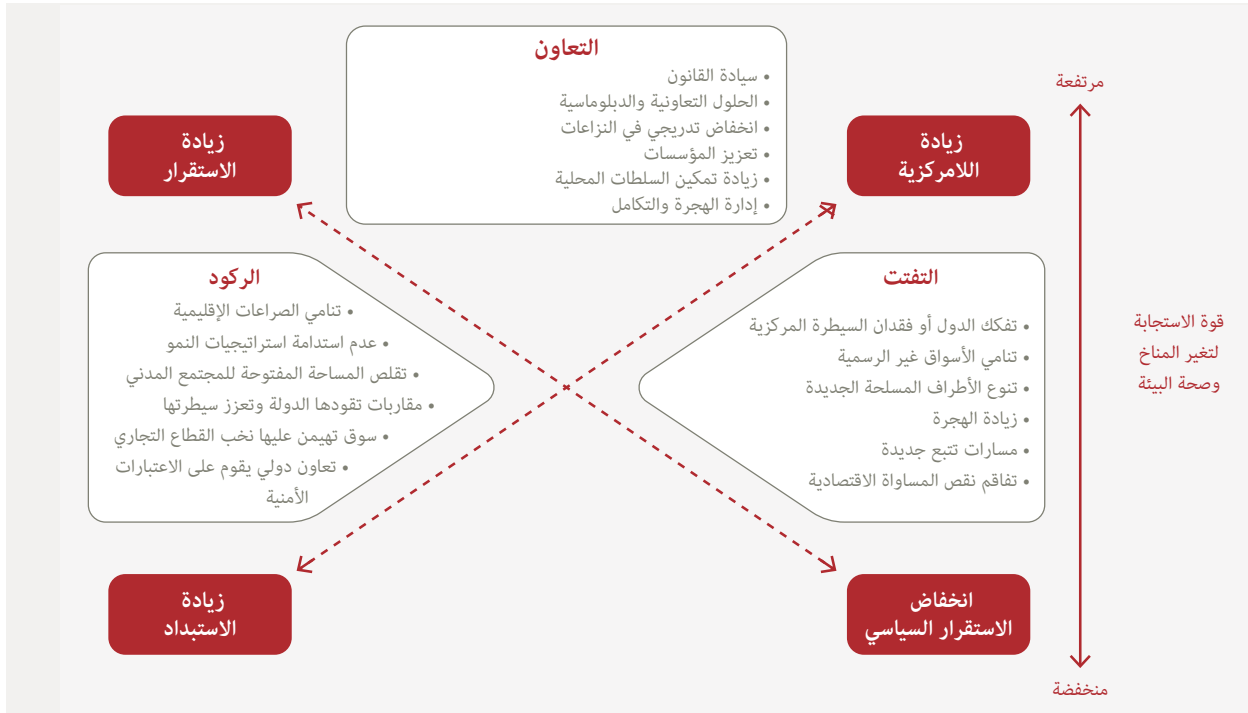 التعاون
• سيادة القانون
• الحلول التعاونية والدبلوماسية
• انخفاض تدريجي في النزاعات
• تعزيز المؤسسات
• زيادة تمكين السلطات المحلية
• إدارة الهجرة والتكامل
مرتفعة
زيادة
اللامركزية
زيادة
الاستقرار
التفتت
• تفكك الدول أو فقدان السيطرة المركزية
• تنامي الأسواق غير الرسمية
• تنوع الأطراف المسلحة الجديدة
• زيادة الهجرة
• مسارات تتبع جديدة
• تفاقم نقص المساواة الاقتصادية
الركود
• تنامي الصراعات الإقليمية
• عدم استدامة استراتيجيات النمو
• تقلص المساحة المفتوحة للمجتمع المدني
• مقاربات تقودها الدولة وتعزز سيطرتها
• سوق تهيمن عليها نخب القطاع التجاري
• تعاون دولي يقوم على الاعتبارات
الأمنية
قوة الاستجابة
لتغير المناخ
وصحة البيئة
انخفاض
الاستقرار السياسي
زيادة
الاستبداد
منخفضة